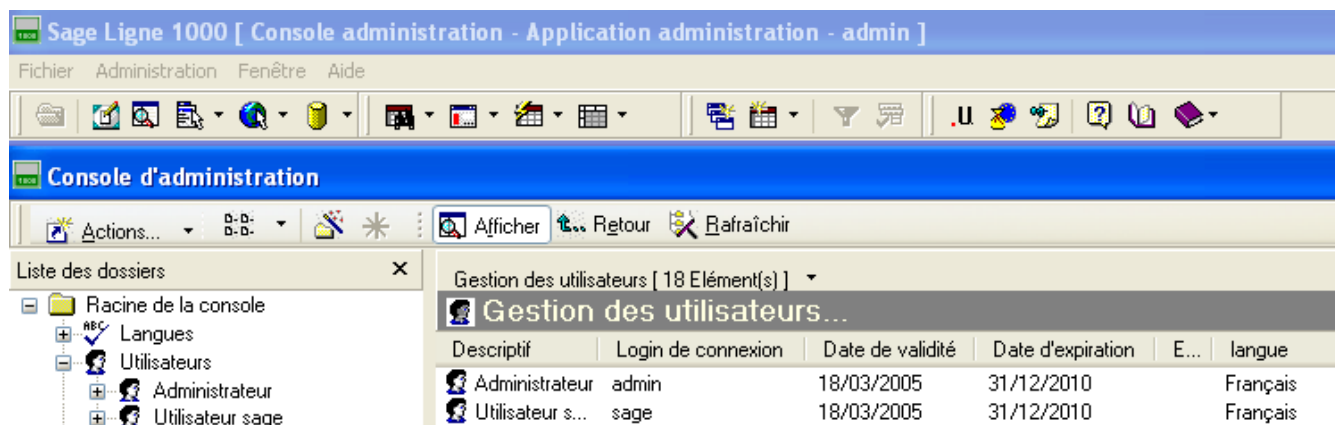 Sage Ligne 1000 [ Console administration - Application administration - admin ]
Fichier Administration Fenêtre Aide
Console d'administration
Actions... Afficher Retour Rafraîchir
Liste des dossiers
Racine de la console
ABC Langues
Utilisateurs
Administrateur
Utilisateur sage
Gestion des utilisateurs [ 18 Elément(s) ]
Gestion des utilisateurs...
Descriptif Login de connexion Date de validité Date d'expiration E... langue
Administrateur admin 18/03/2005 31/12/2010 Français
Utilisateur s... sage 18/03/2005 31/12/2010 Français